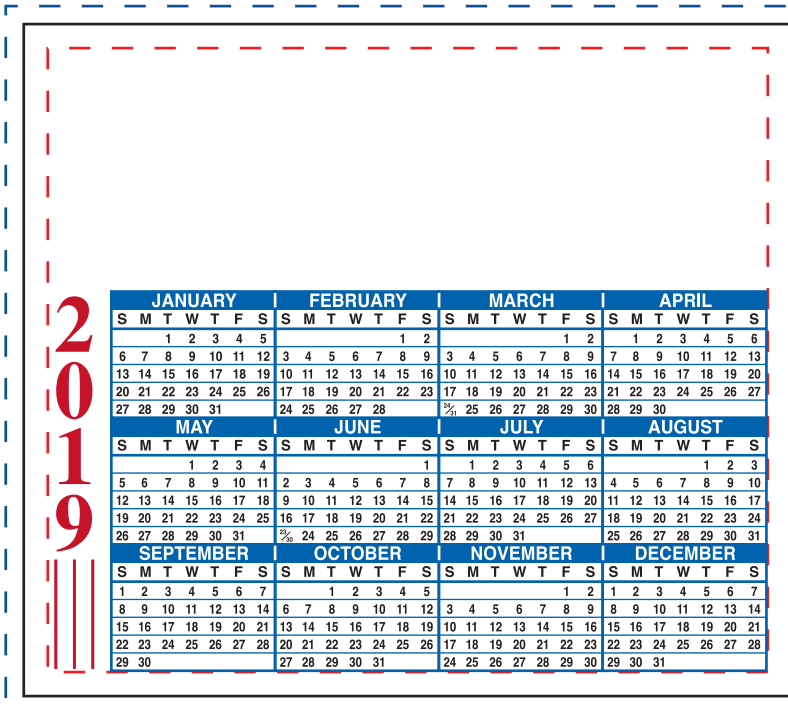 2019
JANUARY
S M T W T F S
1 2 3 4 5
6 7 8 9 10 11 12
13 14 15 16 17 18 19
20 21 22 23 24 25 26
27 28 29 30 31
FEBRUARY
S M T W T F S
1 2
3 4 5 6 7 8 9
10 11 12 13 14 15 16
17 18 19 20 21 22 23
24 25 26 27 28
MARCH
S M T W T F S
1 2
3 4 5 6 7 8 9
10 11 12 13 14 15 16
17 18 19 20 21 22 23
24/31 25 26 27 28 29 30
APRIL
S M T W T F S
1 2 3 4 5 6
7 8 9 10 11 12 13
14 15 16 17 18 19 20
21 22 23 24 25 26 27
28 29 30
MAY
S M T W T F S
1 2 3 4
5 6 7 8 9 10 11
12 13 14 15 16 17 18
19 20 21 22 23 24 25
26 27 28 29 30 31
JUNE
S M T W T F S
1
2 3 4 5 6 7 8
9 10 11 12 13 14 15
16 17 18 19 20 21 22
23/30 24 25 26 27 28 29
JULY
S M T W T F S
1 2 3 4 5 6
7 8 9 10 11 12 13
14 15 16 17 18 19 20
21 22 23 24 25 26 27
28 29 30 31
AUGUST
S M T W T F S
1 2 3
4 5 6 7 8 9 10
11 12 13 14 15 16 17
18 19 20 21 22 23 24
25 26 27 28 29 30 31
SEPTEMBER
S M T W T F S
1 2 3 4 5 6 7
8 9 10 11 12 13 14
15 16 17 18 19 20 21
22 23 24 25 26 27 28
29 30
OCTOBER
S M T W T F S
1 2 3 4 5
6 7 8 9 10 11 12
13 14 15 16 17 18 19
20 21 22 23 24 25 26
27 28 29 30 31
NOVEMBER
S M T W T F S
1 2
3 4 5 6 7 8 9
10 11 12 13 14 15 16
17 18 19 20 21 22 23
24 25 26 27 28 29 30
DECEMBER
S M T W T F S
1 2 3 4 5 6 7
8 9 10 11 12 13 14
15 16 17 18 19 20 21
22 23 24 25 26 27 28
29 30 31